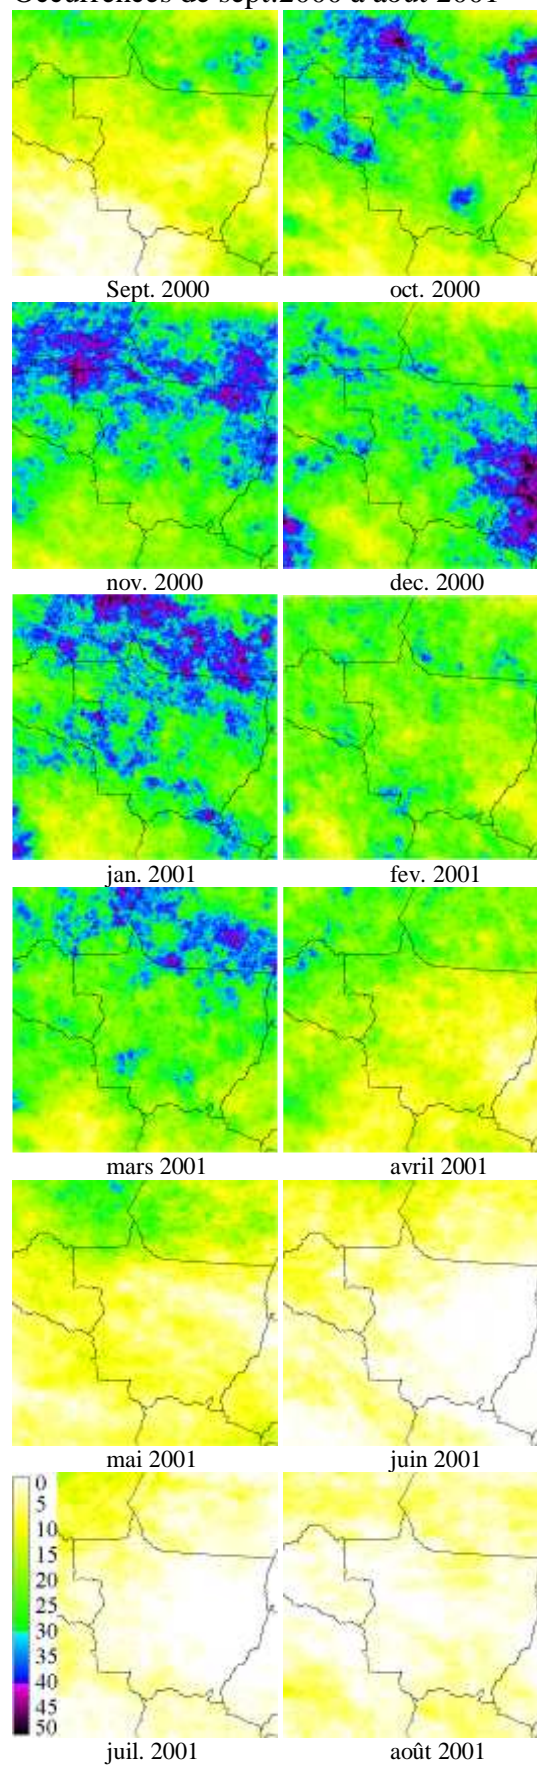 Occurrences de sept.2000 à août 2001
Sept. 2000
oct. 2000
nov. 2000
dec. 2000
jan. 2001
fev. 2001
mars 2001
avril 2001
mai 2001
juin 2001
0
5
10
15
20
25
30
35
40
45
50
juil. 2001
août 2001